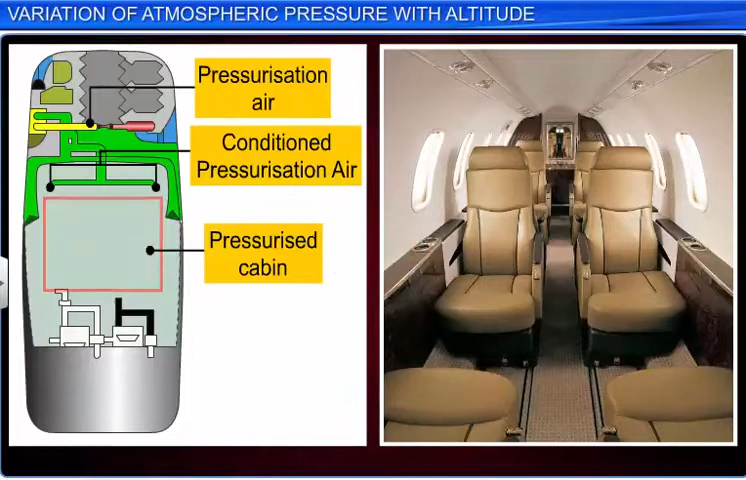 VARIATION OF ATMOSPHERIC PRESSURE WITH ALTITUDE
Pressurisation
air
Conditioned
Pressurisation Air
Pressurised
cabin